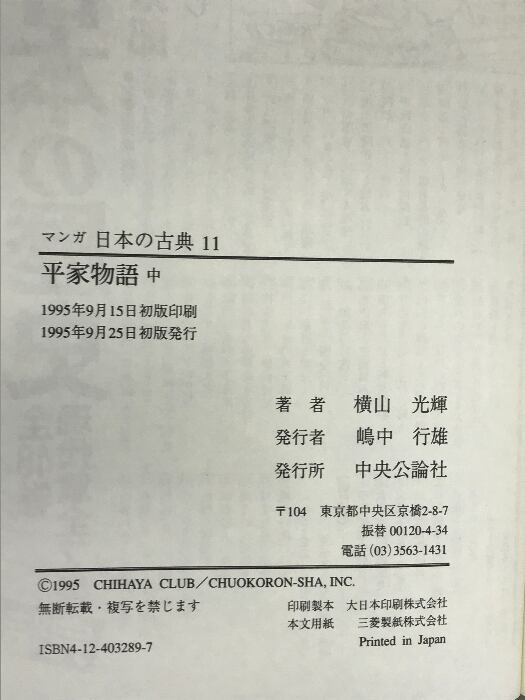 マンガ 日本の古典 11
平家物語 中
1995年9月15日初版印刷
1995年9月25日初版発行
著 者 横山 光輝
発行者 嶋中 行雄
発行所 中央公論社
〒104 東京都中央区京橋2-8-7
振替 00120-4-34
電話 (03)3563-1431
©1995 CHIHAYA CLUB／CHUOKORON-SHA, INC.
無断転載・複写を禁じます
印刷製本 大日本印刷株式会社
本文用紙 三菱製紙株式会社
ISBN4-12-403289-7
Printed in Japan